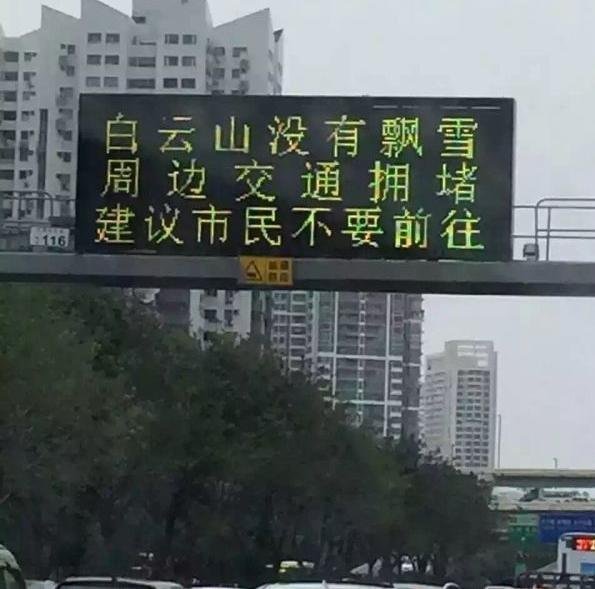 白云山没有飘雪
周边交通拥堵
建议市民不要前往
116